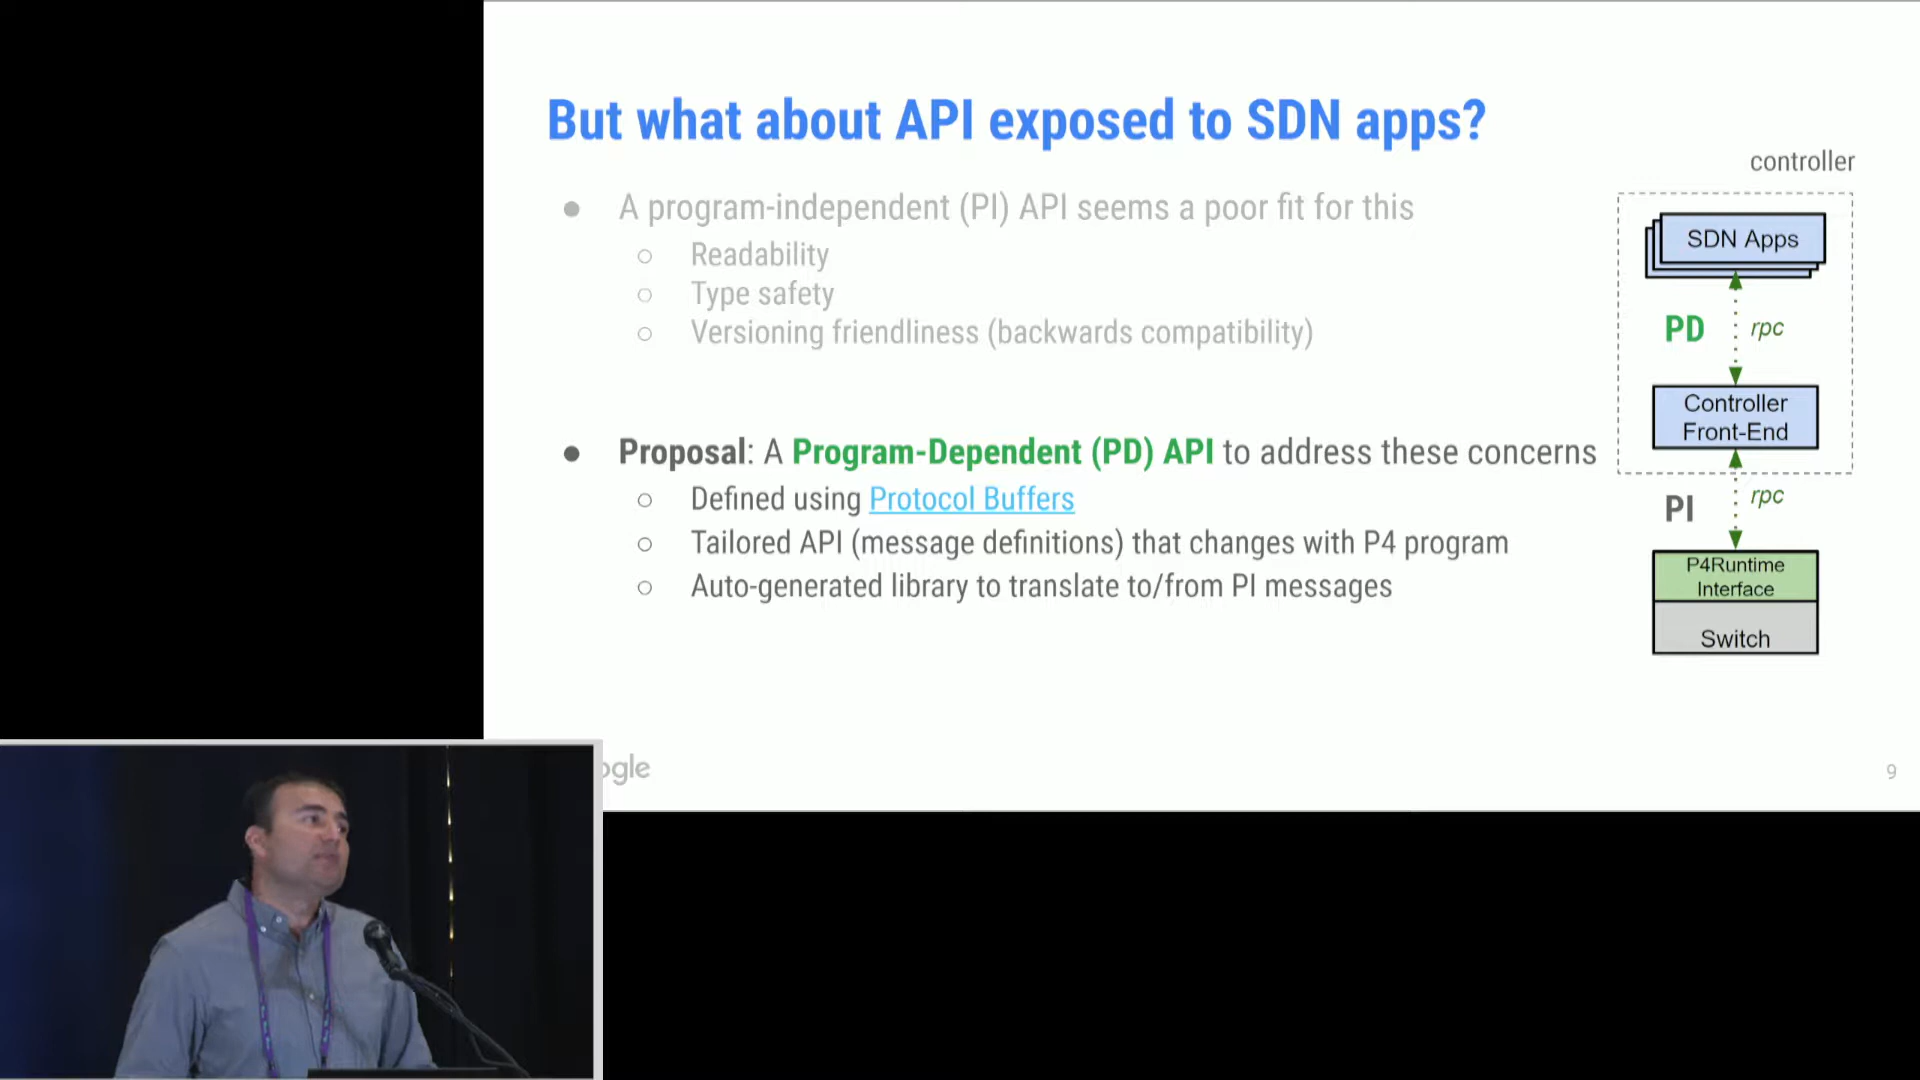 But what about API exposed to SDN apps?
● A program-independent (PI) API seems a poor fit for this
○ Readability
○ Type safety
○ Versioning friendliness (backwards compatibility)
● Proposal: A Program-Dependent (PD) API to address these concerns
○ Defined using Protocol Buffers
○ Tailored API (message definitions) that changes with P4 program
○ Auto-generated library to translate to/from PI messages
controller
SDN Apps
PD rpc
Controller
Front-End
PI rpc
P4Runtime
Interface
Switch
ogle
9